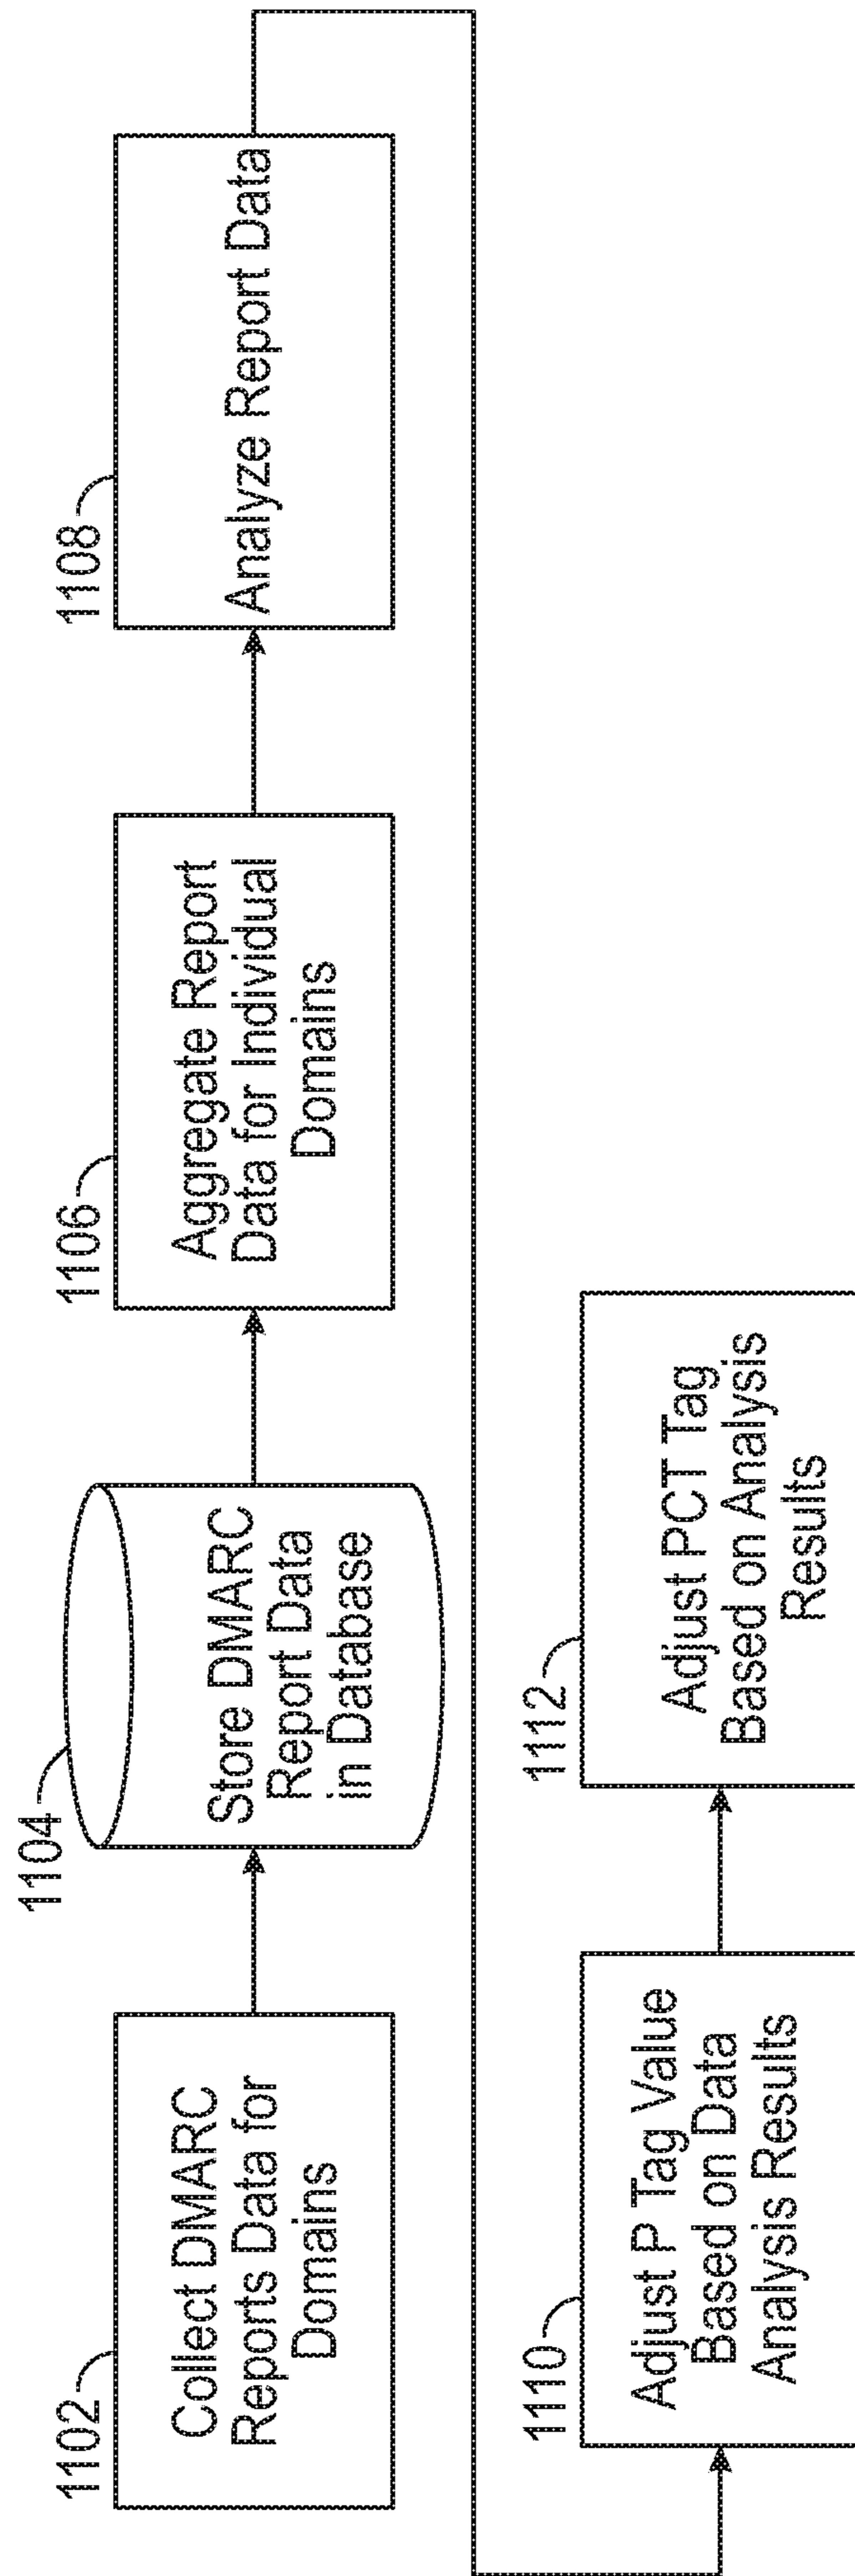 1102
Collect DMARC
Reports Data for
Domains
1104
Store DMARC
Report Data
in Database
1106
Aggregate Report
Data for Individual
Domains
1108
Analyze Report Data
1110
Adjust P Tag Value
Based on Data
Analysis Results
1112
Adjust PCT Tag
Based on Analysis
Results